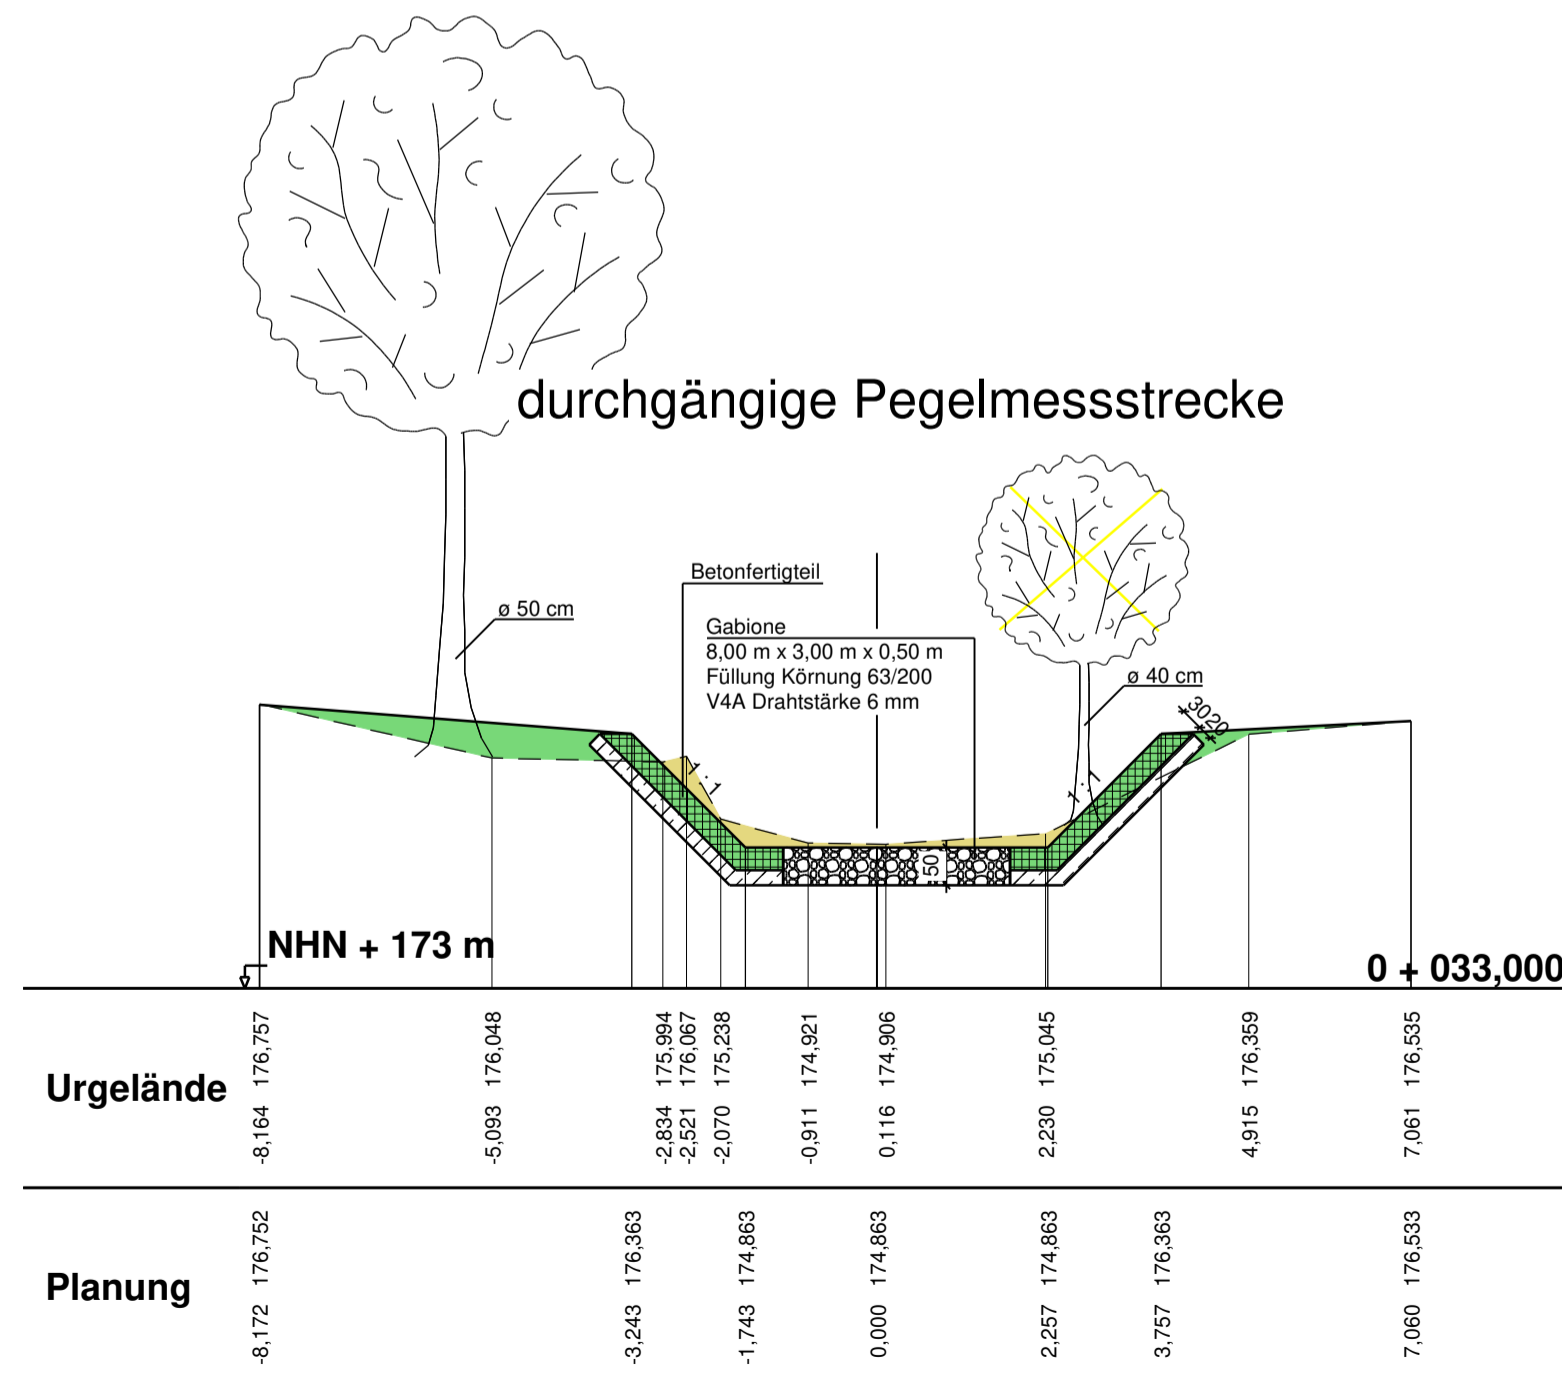 durchgängige Pegelmessstrecke
Betonfertigteil
ø 50 cm
Gabione
8,00 m x 3,00 m x 0,50 m
Füllung Körnung 63/200
V4A Drahtstärke 6 mm
ø 40 cm
30
20
1 : 1
1 : 1
50
NHN + 173 m
0 + 033,000
Urgelände
176,757 176,048 175,994 176,067 175,238 174,921 174,906 175,045 176,359 176,535
-8,164 -5,093 -2,834 -2,521 -2,070 -0,911 0,116 2,230 4,915 7,061
Planung
176,752 176,363 174,863 174,863 174,863 176,363 176,533
-8,172 -3,243 -1,743 0,000 2,257 3,757 7,060